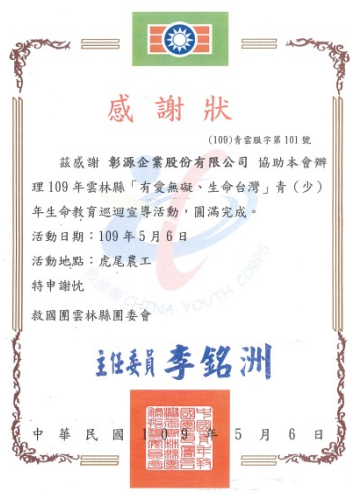 感謝狀
(109)青雲服字第101號
茲感謝 彰源企業股份有限公司 協助本會辦
理109年雲林縣「有愛無礙、生命台灣」青（少）
年生命教育巡迴宣導活動，圓滿完成。
活動日期：109年5月6日
活動地點：虎尾農工
特申謝忱
CHINA YOUTH CORPS
救國團雲林縣團委會
主任委員 李銘洲
中華民國109年5月6日